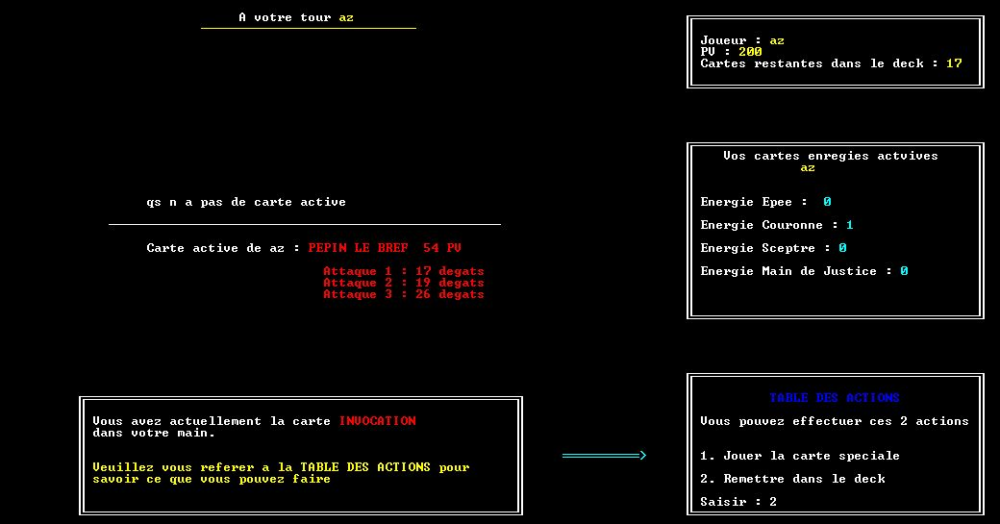 A votre tour az
Joueur : az
PV : 200
Cartes restantes dans le deck : 17
Vos cartes enregies actvives
az
Energie Epee : 0
Energie Couronne : 1
Energie Sceptre : 0
Energie Main de Justice : 0
qs n a pas de carte active
Carte active de az : PEPIN LE BREF 54 PV
Attaque 1 : 17 degats
Attaque 2 : 19 degats
Attaque 3 : 26 degats
Vous avez actuellement la carte INVOCATION
dans votre main.
Veuillez vous referer a la TABLE DES ACTIONS pour
savoir ce que vous pouvez faire
TABLE DES ACTIONS
Vous pouvez effectuer ces 2 actions
1. Jouer la carte speciale
2. Remettre dans le deck
Saisir : 2